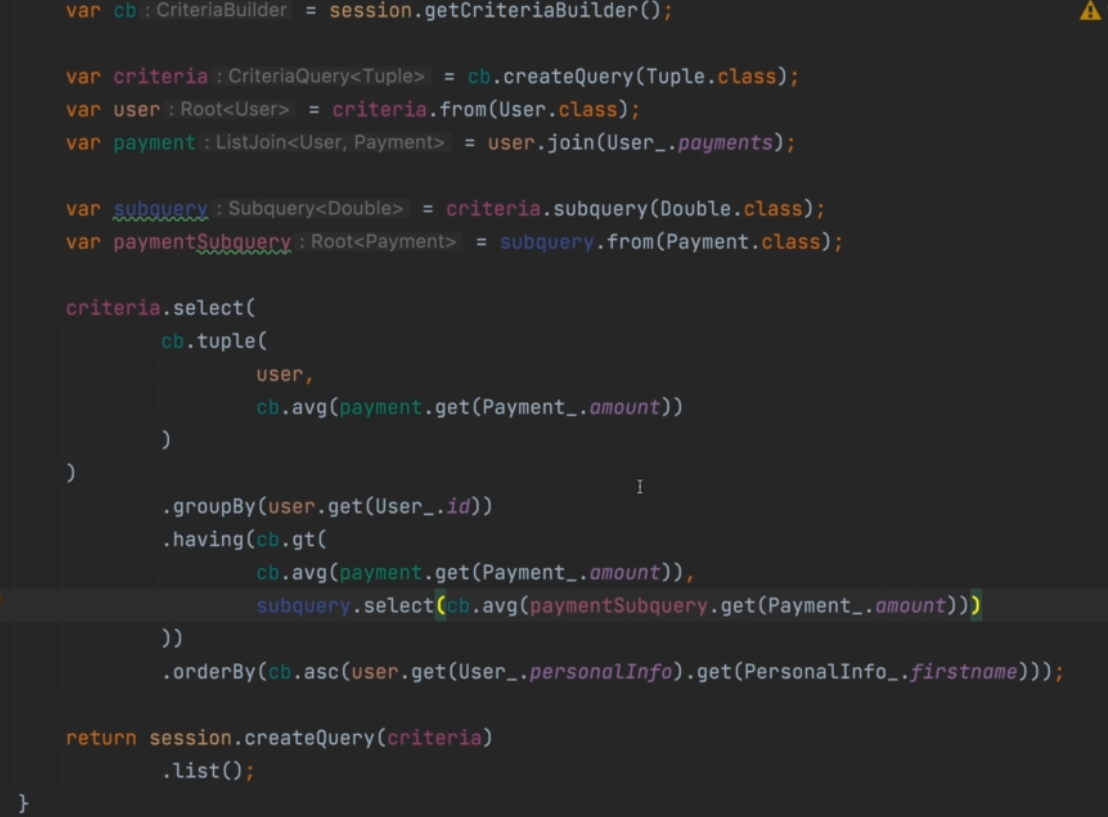 var cb : CriteriaBuilder = session.getCriteriaBuilder();
var criteria : CriteriaQuery<Tuple> = cb.createQuery(Tuple.class);
var user : Root<User> = criteria.from(User.class);
var payment : ListJoin<User, Payment> = user.join(User_.payments);
var subquery : Subquery<Double> = criteria.subquery(Double.class);
var paymentSubquery : Root<Payment> = subquery.from(Payment.class);
criteria.select(
cb.tuple(
user,
cb.avg(payment.get(Payment_.amount))
)
)
.groupBy(user.get(User_.id))
.having(cb.gt(
cb.avg(payment.get(Payment_.amount)),
subquery.select(cb.avg(paymentSubquery.get(Payment_.amount)))
))
.orderBy(cb.asc(user.get(User_.personalInfo).get(PersonalInfo_.firstname)));
return session.createQuery(criteria)
.list();
}